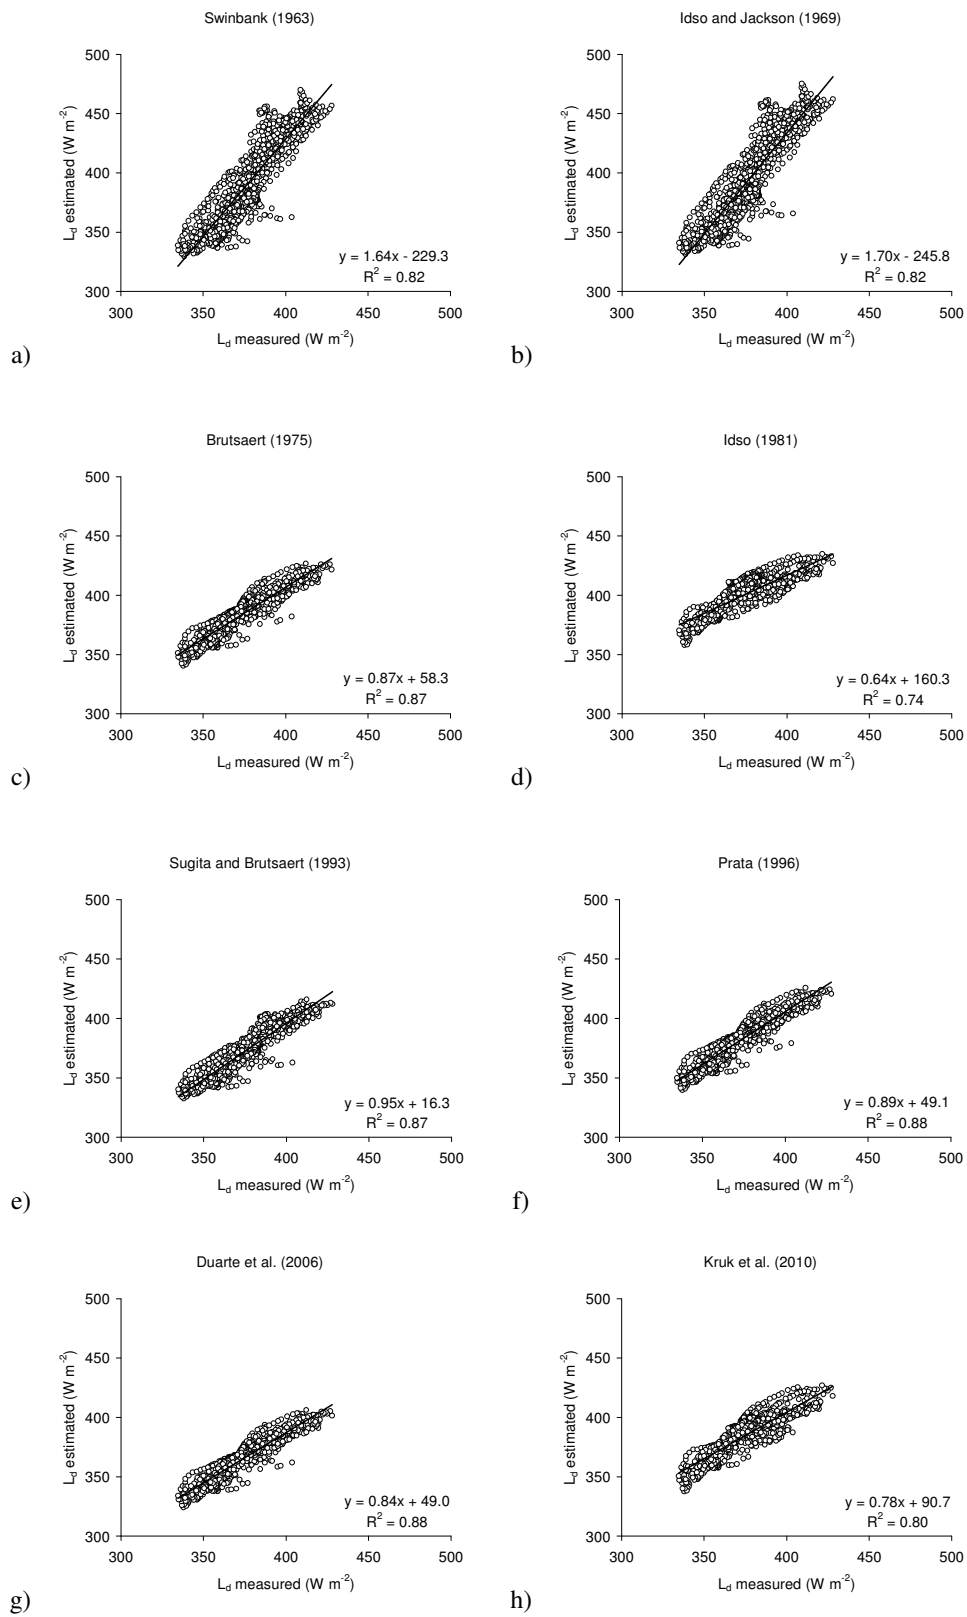 Swinbank (1963)
500
450
400
350
300
300 350 400 450 500
L_d estimated (W m^-2)
L_d measured (W m^-2)
y = 1.64x - 229.3
R^2 = 0.82
a)
Idso and Jackson (1969)
500
450
400
350
300
300 350 400 450 500
L_d estimated (W m^-2)
L_d measured (W m^-2)
y = 1.70x - 245.8
R^2 = 0.82
b)
Brutsaert (1975)
500
450
400
350
300
300 350 400 450 500
L_d estimated (W m^-2)
L_d measured (W m^-2)
y = 0.87x + 58.3
R^2 = 0.87
c)
Idso (1981)
500
450
400
350
300
300 350 400 450 500
L_d estimated (W m^-2)
L_d measured (W m^-2)
y = 0.64x + 160.3
R^2 = 0.74
d)
Sugita and Brutsaert (1993)
500
450
400
350
300
300 350 400 450 500
L_d estimated (W m^-2)
L_d measured (W m^-2)
y = 0.95x + 16.3
R^2 = 0.87
e)
Prata (1996)
500
450
400
350
300
300 350 400 450 500
L_d estimated (W m^-2)
L_d measured (W m^-2)
y = 0.89x + 49.1
R^2 = 0.88
f)
Duarte et al. (2006)
500
450
400
350
300
300 350 400 450 500
L_d estimated (W m^-2)
L_d measured (W m^-2)
y = 0.84x + 49.0
R^2 = 0.88
g)
Kruk et al. (2010)
500
450
400
350
300
300 350 400 450 500
L_d estimated (W m^-2)
L_d measured (W m^-2)
y = 0.78x + 90.7
R^2 = 0.80
h)